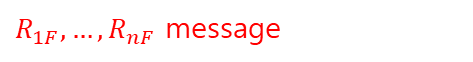 R₁F, …, RₙF message